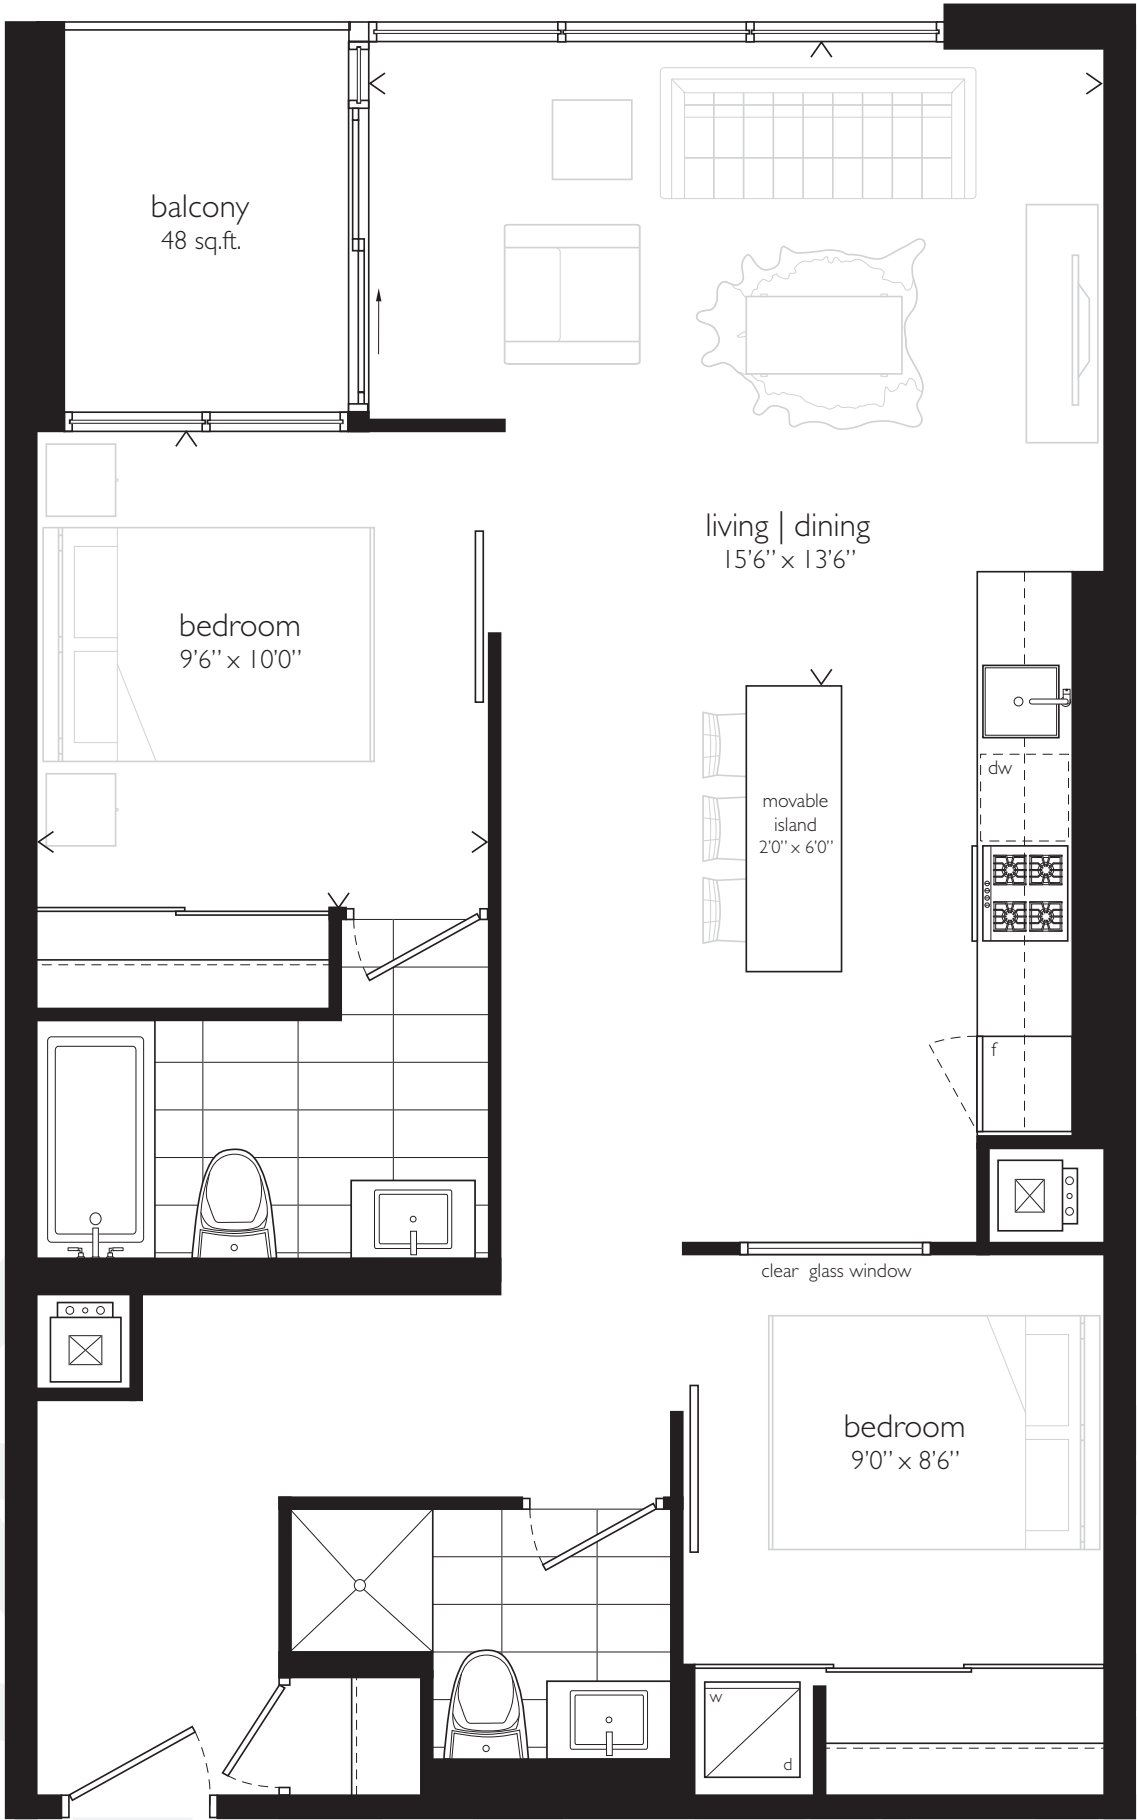 balcony
48 sq.ft.
living | dining
15'6" x 13'6"
bedroom
9'6" x 10'0"
dw
movable
island
2'0" x 6'0"
f
clear glass window
bedroom
9'0" x 8'6"
w
d